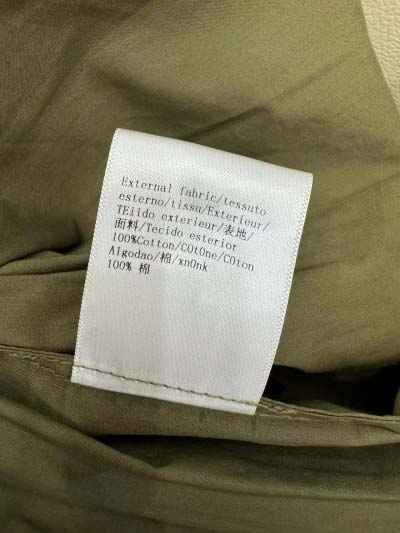 External fabric/tessuto
esterno/tissu/Exterieur/
TEiido exterieur/表地/
面料/Tecido esterior
100%Cotton/COtOne/COton
Algodao/棉/xnOnk
100% 棉